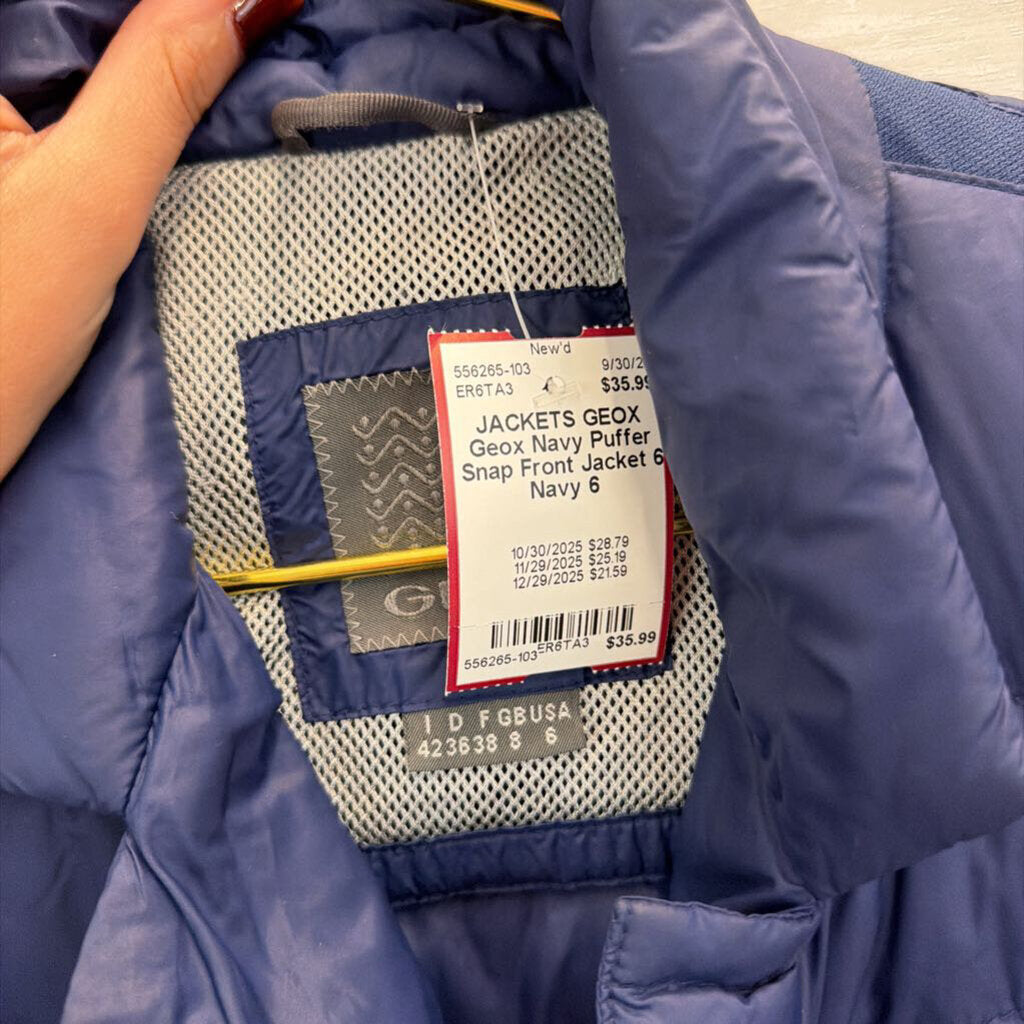 New'd
556265-103
ER6TA3 $35.99
JACKETS GEOX
Geox Navy Puffer
Snap Front Jacket 6
Navy 6
10/30/2025 $28.79
11/29/2025 $25.19
12/29/2025 $21.59
556265-103 ER6TA3 $35.99
I D F GB USA
42 36 38 8 6